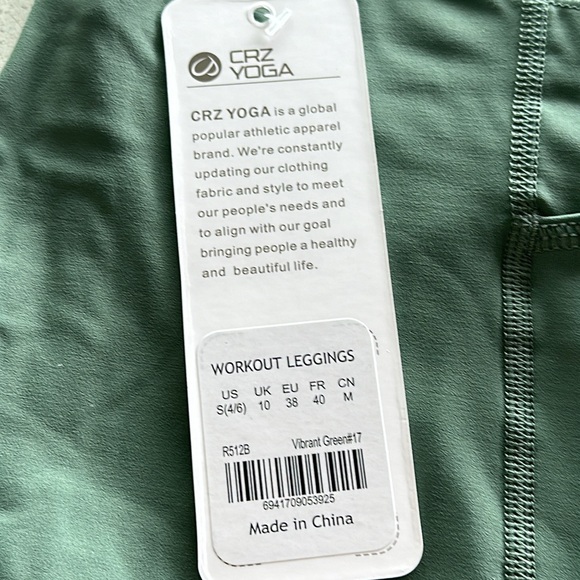 CRZ
YOGA
CRZ YOGA is a global
popular athletic apparel
brand. We're constantly
updating our clothing
fabric and style to meet
our people's needs and
to align with our goal
bringing people a healthy
and beautiful life.
WORKOUT LEGGINGS
US UK EU FR CN
S(4/6) 10 38 40 M
R512B Vibrant Green#17
6941709053925
Made in China